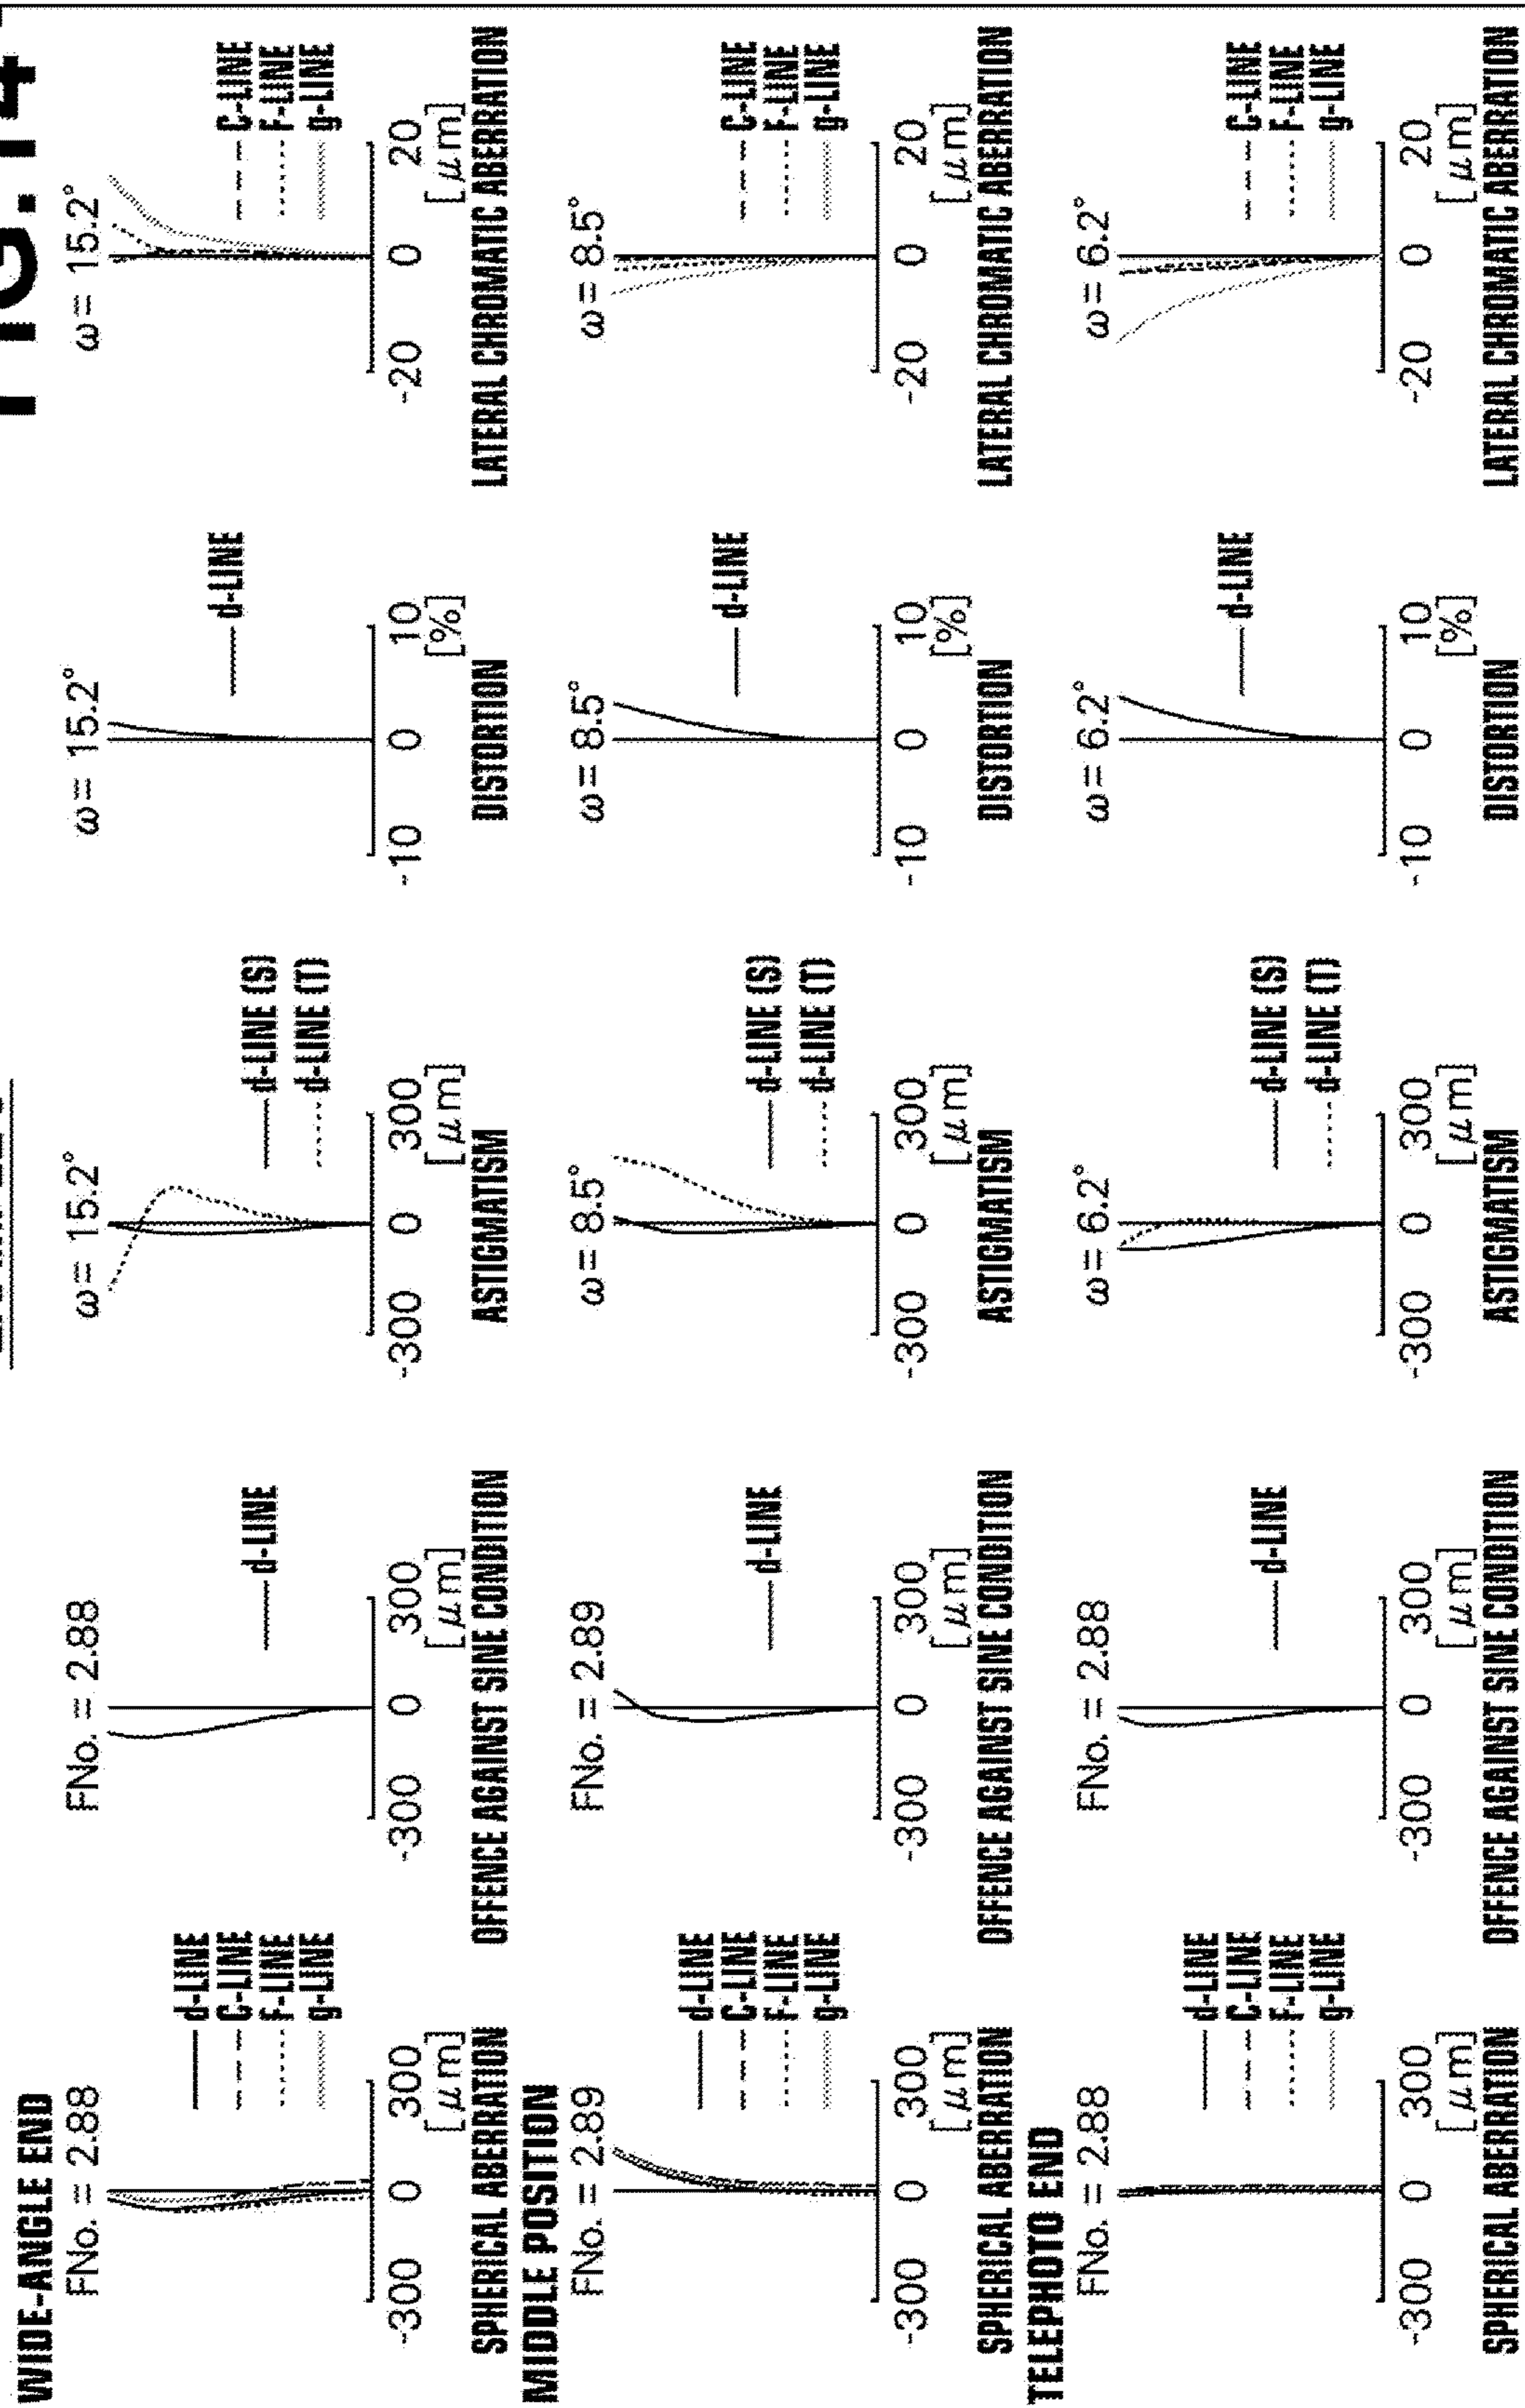 FIG.14
WIDE-ANGLE END
FNo. = 2.88
d-LINE
C-LINE
F-LINE
g-LINE
-300 0 300
[μm]
SPHERICAL ABERRATION
FNo. = 2.88
d-LINE
-300 0 300
[μm]
OFFENCE AGAINST SINE CONDITION
ω= 15.2°
d-LINE (S)
d-LINE (T)
-300 0 300
[μm]
ASTIGMATISM
ω= 15.2°
d-LINE
-10 0 10
[%]
DISTORTION
ω= 15.2°
C-LINE
F-LINE
g-LINE
-20 0 20
[μm]
LATERAL CHROMATIC ABERRATION
MIDDLE POSITION
FNo. = 2.89
d-LINE
C-LINE
F-LINE
g-LINE
-300 0 300
[μm]
SPHERICAL ABERRATION
FNo. = 2.89
d-LINE
-300 0 300
[μm]
OFFENCE AGAINST SINE CONDITION
ω= 8.5°
d-LINE (S)
d-LINE (T)
-300 0 300
[μm]
ASTIGMATISM
ω= 8.5°
d-LINE
-10 0 10
[%]
DISTORTION
ω= 8.5°
C-LINE
F-LINE
g-LINE
-20 0 20
[μm]
LATERAL CHROMATIC ABERRATION
TELEPHOTO END
FNo. = 2.88
d-LINE
C-LINE
F-LINE
g-LINE
-300 0 300
[μm]
SPHERICAL ABERRATION
FNo. = 2.88
d-LINE
-300 0 300
[μm]
OFFENCE AGAINST SINE CONDITION
ω= 6.2°
d-LINE (S)
d-LINE (T)
-300 0 300
[μm]
ASTIGMATISM
ω= 6.2°
d-LINE
-10 0 10
[%]
DISTORTION
ω= 6.2°
C-LINE
F-LINE
g-LINE
-20 0 20
[μm]
LATERAL CHROMATIC ABERRATION